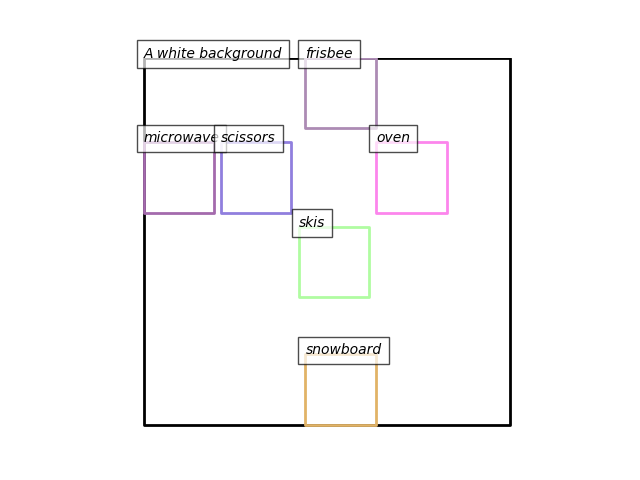 A white background
frisbee
microwave
scissors
oven
skis
snowboard